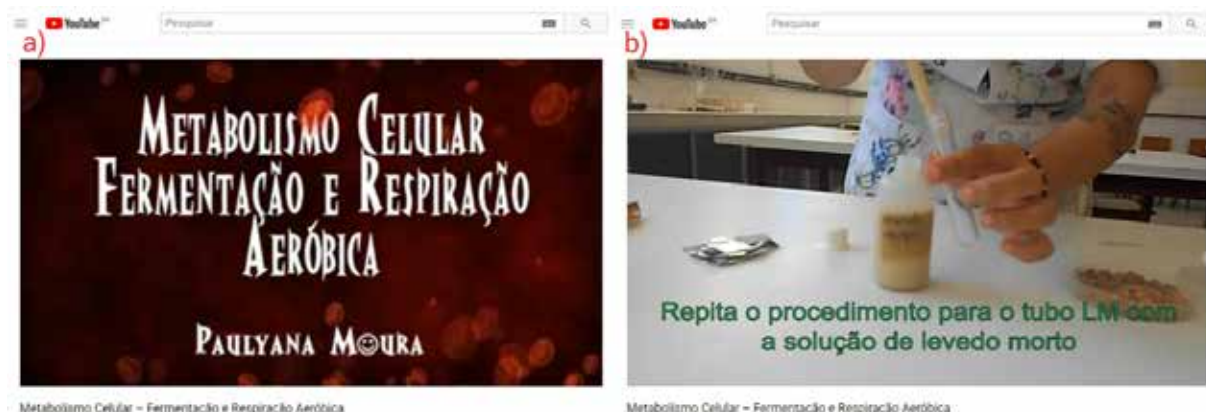 YouTube
Pesquisar
a)
METABOLISMO CELULAR
FERMENTAÇÃO E RESPIRAÇÃO
AERÓBICA
PAULYANA MOURA
Metabolismo Celular – Fermentação e Respiração Aeróbica
YouTube
Pesquisar
b)
Repita o procedimento para o tubo LM com
a solução de levedo morto
Metabolismo Celular – Fermentação e Respiração Aeróbica